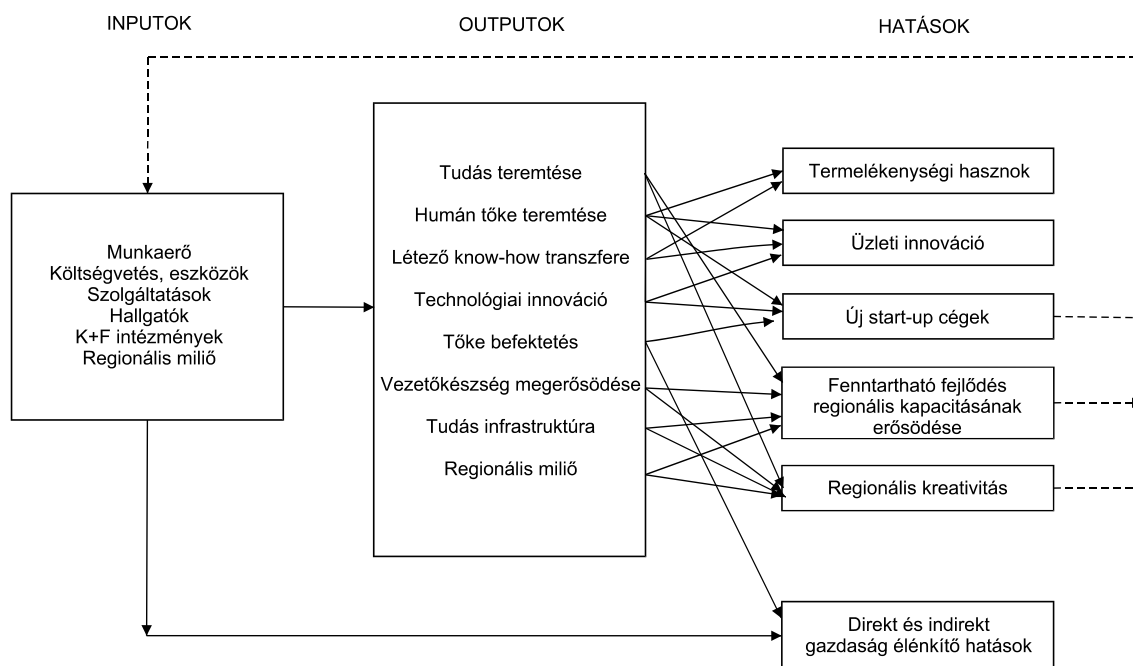 INPUTOK
OUTPUTOK
HATÁSOK
Munkaerő
Költségvetés, eszközök
Szolgáltatások
Hallgatók
K+F intézmények
Regionális miliő
Tudás teremtése
Humán tőke teremtése
Létező know-how transzfere
Technológiai innováció
Tőke befektetés
Vezetőkészség megerősödése
Tudás infrastruktúra
Regionális miliő
Termelékenységi hasznok
Üzleti innováció
Új start-up cégek
Fenntartható fejlődés
regionális kapacitásának
erősödése
Regionális kreativitás
Direkt és indirekt
gazdaság élénkítő hatások